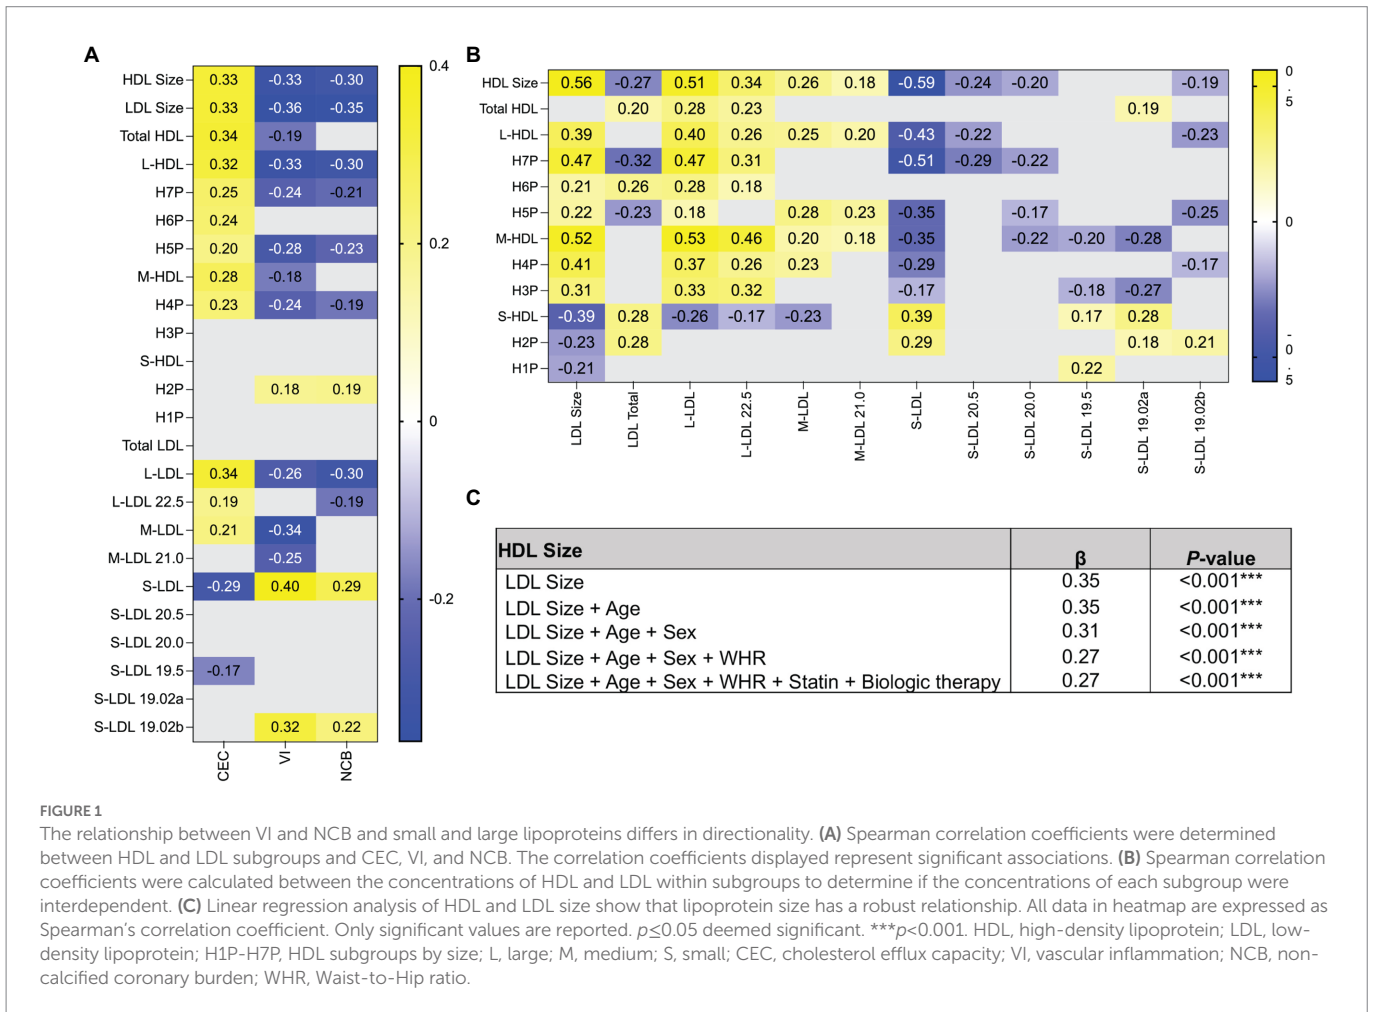 A
HDL Size 0.33 -0.33 -0.30
LDL Size 0.33 -0.36 -0.35
Total HDL 0.34 -0.19
L-HDL 0.32 -0.33 -0.30
H7P 0.25 -0.24 -0.21
H6P 0.24
H5P 0.20 -0.28 -0.23
M-HDL 0.28 -0.18
H4P 0.23 -0.24 -0.19
H3P
S-HDL
H2P 0.18 0.19
H1P
Total LDL
L-LDL 0.34 -0.26 -0.30
L-LDL 22.5 0.19 -0.19
M-LDL 0.21 -0.34
M-LDL 21.0 -0.25
S-LDL -0.29 0.40 0.29
S-LDL 20.5
S-LDL 20.0
S-LDL 19.5 -0.17
S-LDL 19.02a
S-LDL 19.02b 0.32 0.22
CEC VI NCB
0.4
0.2
0
-0.2
B
HDL Size 0.56 -0.27 0.51 0.34 0.26 0.18 -0.59 -0.24 -0.20 -0.19
Total HDL 0.20 0.28 0.23 0.19
L-HDL 0.39 0.40 0.26 0.25 0.20 -0.43 -0.22 -0.23
H7P 0.47 -0.32 0.47 0.31 -0.51 -0.29 -0.22
H6P 0.21 0.26 0.28 0.18
H5P 0.22 -0.23 0.18 0.28 0.23 -0.35 -0.17 -0.25
M-HDL 0.52 0.53 0.46 0.20 0.18 -0.35 -0.22 -0.20 -0.28
H4P 0.41 0.37 0.26 0.23 -0.29 -0.17
H3P 0.31 0.33 0.32 -0.17 -0.18 -0.27
S-HDL -0.39 0.28 -0.26 -0.17 -0.23 0.39 0.17 0.28
H2P -0.23 0.28 0.29 0.18 0.21
H1P -0.21 0.22
LDL Size LDL Total L-LDL L-LDL 22.5 M-LDL M-LDL 21.0 S-LDL S-LDL 20.5 S-LDL 20.0 S-LDL 19.5 S-LDL 19.02a S-LDL 19.02b
0
.
5
0
-
0
.
5
C
HDL Size β P-value
LDL Size 0.35 <0.001***
LDL Size + Age 0.35 <0.001***
LDL Size + Age + Sex 0.31 <0.001***
LDL Size + Age + Sex + WHR 0.27 <0.001***
LDL Size + Age + Sex + WHR + Statin + Biologic therapy 0.27 <0.001***
FIGURE 1
The relationship between VI and NCB and small and large lipoproteins differs in directionality. (A) Spearman correlation coefficients were determined
between HDL and LDL subgroups and CEC, VI, and NCB. The correlation coefficients displayed represent significant associations. (B) Spearman correlation
coefficients were calculated between the concentrations of HDL and LDL within subgroups to determine if the concentrations of each subgroup were
interdependent. (C) Linear regression analysis of HDL and LDL size show that lipoprotein size has a robust relationship. All data in heatmap are expressed as
Spearman's correlation coefficient. Only significant values are reported. p≤0.05 deemed significant. ***p<0.001. HDL, high-density lipoprotein; LDL, low-
density lipoprotein; H1P-H7P, HDL subgroups by size; L, large; M, medium; S, small; CEC, cholesterol efflux capacity; VI, vascular inflammation; NCB, non-
calcified coronary burden; WHR, Waist-to-Hip ratio.